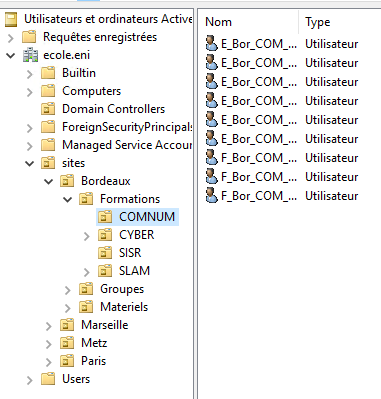 Utilisateurs et ordinateurs Active
Requêtes enregistrées
ecole.eni
Builtin
Computers
Domain Controllers
ForeignSecurityPrincipals
Managed Service Accou
sites
Bordeaux
Formations
COMNUM
CYBER
SISR
SLAM
Groupes
Materiels
Marseille
Metz
Paris
Users
Nom Type
E_Bor_COM_... Utilisateur
E_Bor_COM_... Utilisateur
E_Bor_COM_... Utilisateur
E_Bor_COM_... Utilisateur
E_Bor_COM_... Utilisateur
E_Bor_COM_... Utilisateur
F_Bor_COM_... Utilisateur
F_Bor_COM_... Utilisateur
F_Bor_COM_... Utilisateur